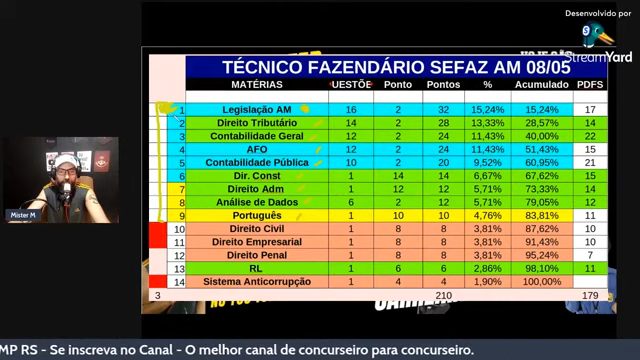 Desenvolvido por
StreamYard
TÉCNICO FAZENDÁRIO SEFAZ AM 08/05
MATÉRIAS UESTÕE Ponto Pontos % Acumulado PDFS
1 Legislação AM 16 2 32 15,24% 15,24% 17
2 Direito Tributário 14 2 28 13,33% 28,57% 14
3 Contabilidade Geral 12 2 24 11,43% 40,00% 22
4 AFO 12 2 24 11,43% 51,43% 15
5 Contabilidade Pública 10 2 20 9,52% 60,95% 21
6 Dir. Const 1 14 14 6,67% 67,62% 15
7 Direito Adm 1 12 12 5,71% 73,33% 14
8 Análise de Dados 6 2 12 5,71% 79,05% 12
9 Português 1 10 10 4,76% 83,81% 11
10 Direito Civil 1 8 8 3,81% 87,62% 10
11 Direito Empresarial 1 8 8 3,81% 91,43% 10
12 Direito Penal 1 8 8 3,81% 95,24% 7
13 RL 1 6 6 2,86% 98,10% 11
14 Sistema Anticorrupção 1 4 4 1,90% 100,00%
3 210 179
Mister M
MP RS - Se inscreva no Canal - O melhor canal de concurseiro para concurseiro.